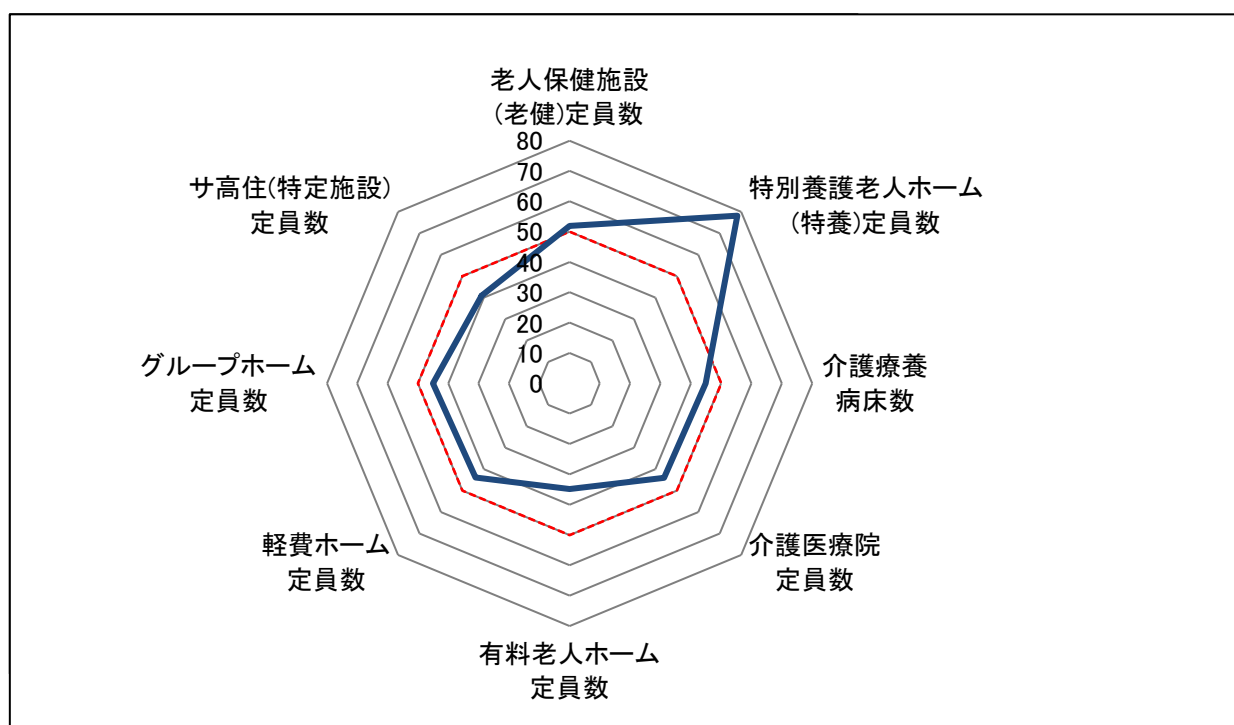 老人保健施設
(老健)定員数
特別養護老人ホーム
(特養)定員数
介護療養
病床数
介護医療院
定員数
有料老人ホーム
定員数
軽費ホーム
定員数
グループホーム
定員数
サ高住(特定施設)
定員数
80
70
60
50
40
30
20
10
0